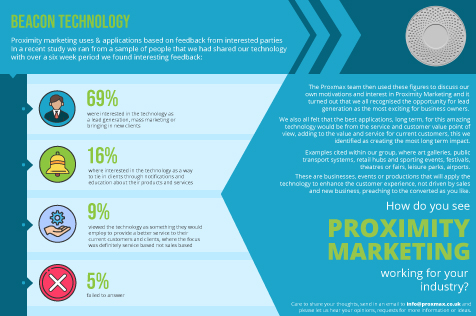 BEACON TECHNOLOGY
Proximity marketing uses & applications based on feedback from interested parties
In a recent study we ran from a sample of people that we had shared our technology
with over a six week period we found interesting feedback:
69%
were interested in the technology as
a lead generation, mass marketing or
bringing in new clients
16%
where interested in the technology as a way
to tie in clients through notifications and
education about their products and services
9%
viewed the technology as something they would
employ to provide a better service to their
current customers and clients, where the focus
was definitely service based not sales based
5%
failed to answer
The Proxmax team then used these figures to discuss our
own motivations and interest in Proximity Marketing and it
turned out that we all recognised the opportunity for lead
generation as the most exciting for business owners.
We also all felt that the best applications, long term, for this amazing
technology would be from the service and customer value point of
view, adding to the value and service for current customers, this we
identified as creating the most long term impact.
Examples cited within our group, where art galleries, public
transport systems, retail hubs and sporting events, festivals,
theatres or fairs, leisure parks, airports.
These are businesses, events or productions that will apply the
technology to enhance the customer experience, not driven by sales
and new business, preaching to the converted as you like.
How do you see
PROXIMITY
MARKETING
working for your
industry?
Care to share your thoughts, send in an email to info@proxmax.co.uk and
please let us hear your opinions, requests for more information or ideas